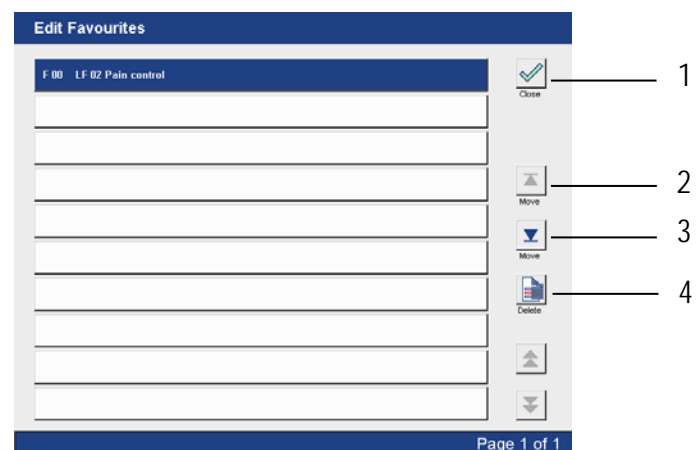 Edit Favourites
F 00 LF 02 Pain control
Close
1
Move
2
Move
3
Delete
4
Page 1 of 1